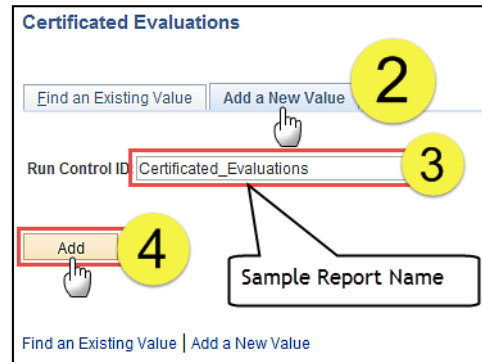 Certificated Evaluations
Find an Existing Value
Add a New Value
2
Run Control ID:
Certificated_Evaluations
3
Add
4
Sample Report Name
Find an Existing Value | Add a New Value